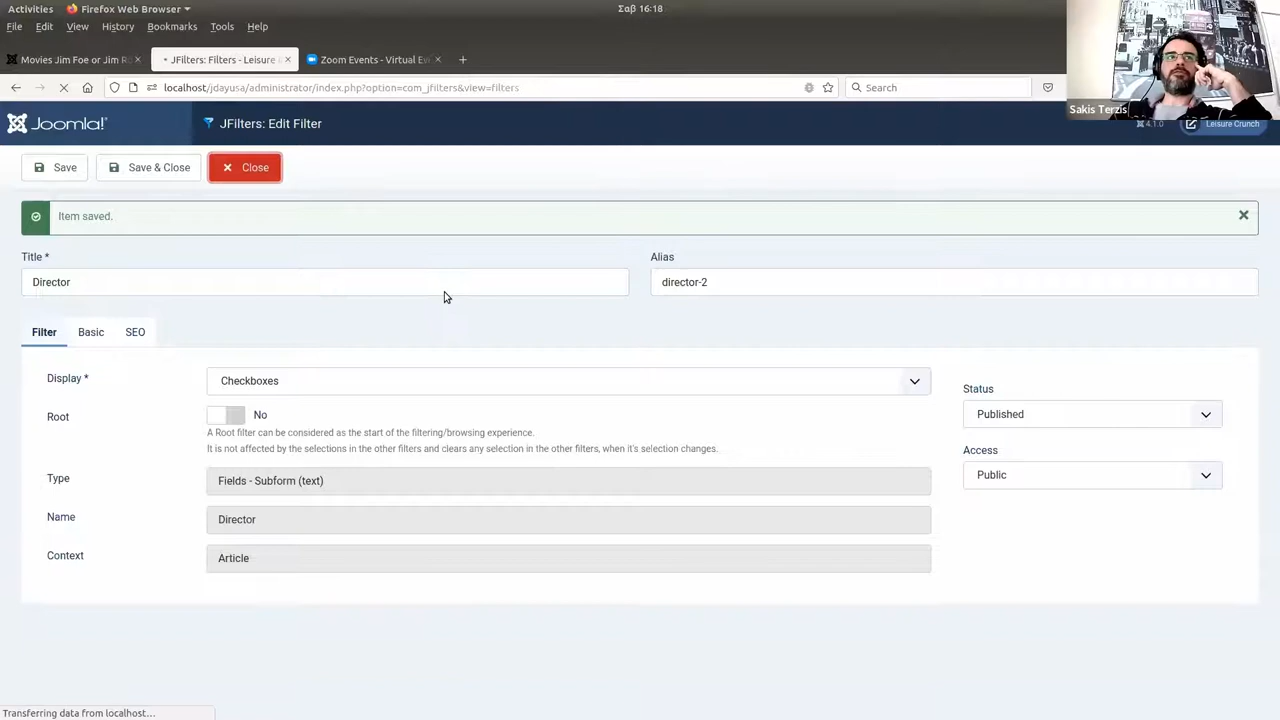 Activities
Firefox Web Browser
Σαβ 16:18
File Edit View History Bookmarks Tools Help
Movies Jim Foe or Jim R
JFilters: Filters - Leisure
Zoom Events - Virtual Ev
localhost/jdayusa/administrator/index.php?option=com_jfilters&view=filters
Search
Sakis Terzis
Joomla!
JFilters: Edit Filter
4.1.0
Leisure Crunch
Save
Save & Close
Close
Item saved.
Title *
Alias
Director
director-2
Filter Basic SEO
Display *
Checkboxes
Status
Published
Root
No
A Root filter can be considered as the start of the filtering/browsing experience.
It is not affected by the selections in the other filters and clears any selection in the other filters, when it's selection changes.
Access
Public
Type
Fields - Subform (text)
Name
Director
Context
Article
Transferring data from localhost...